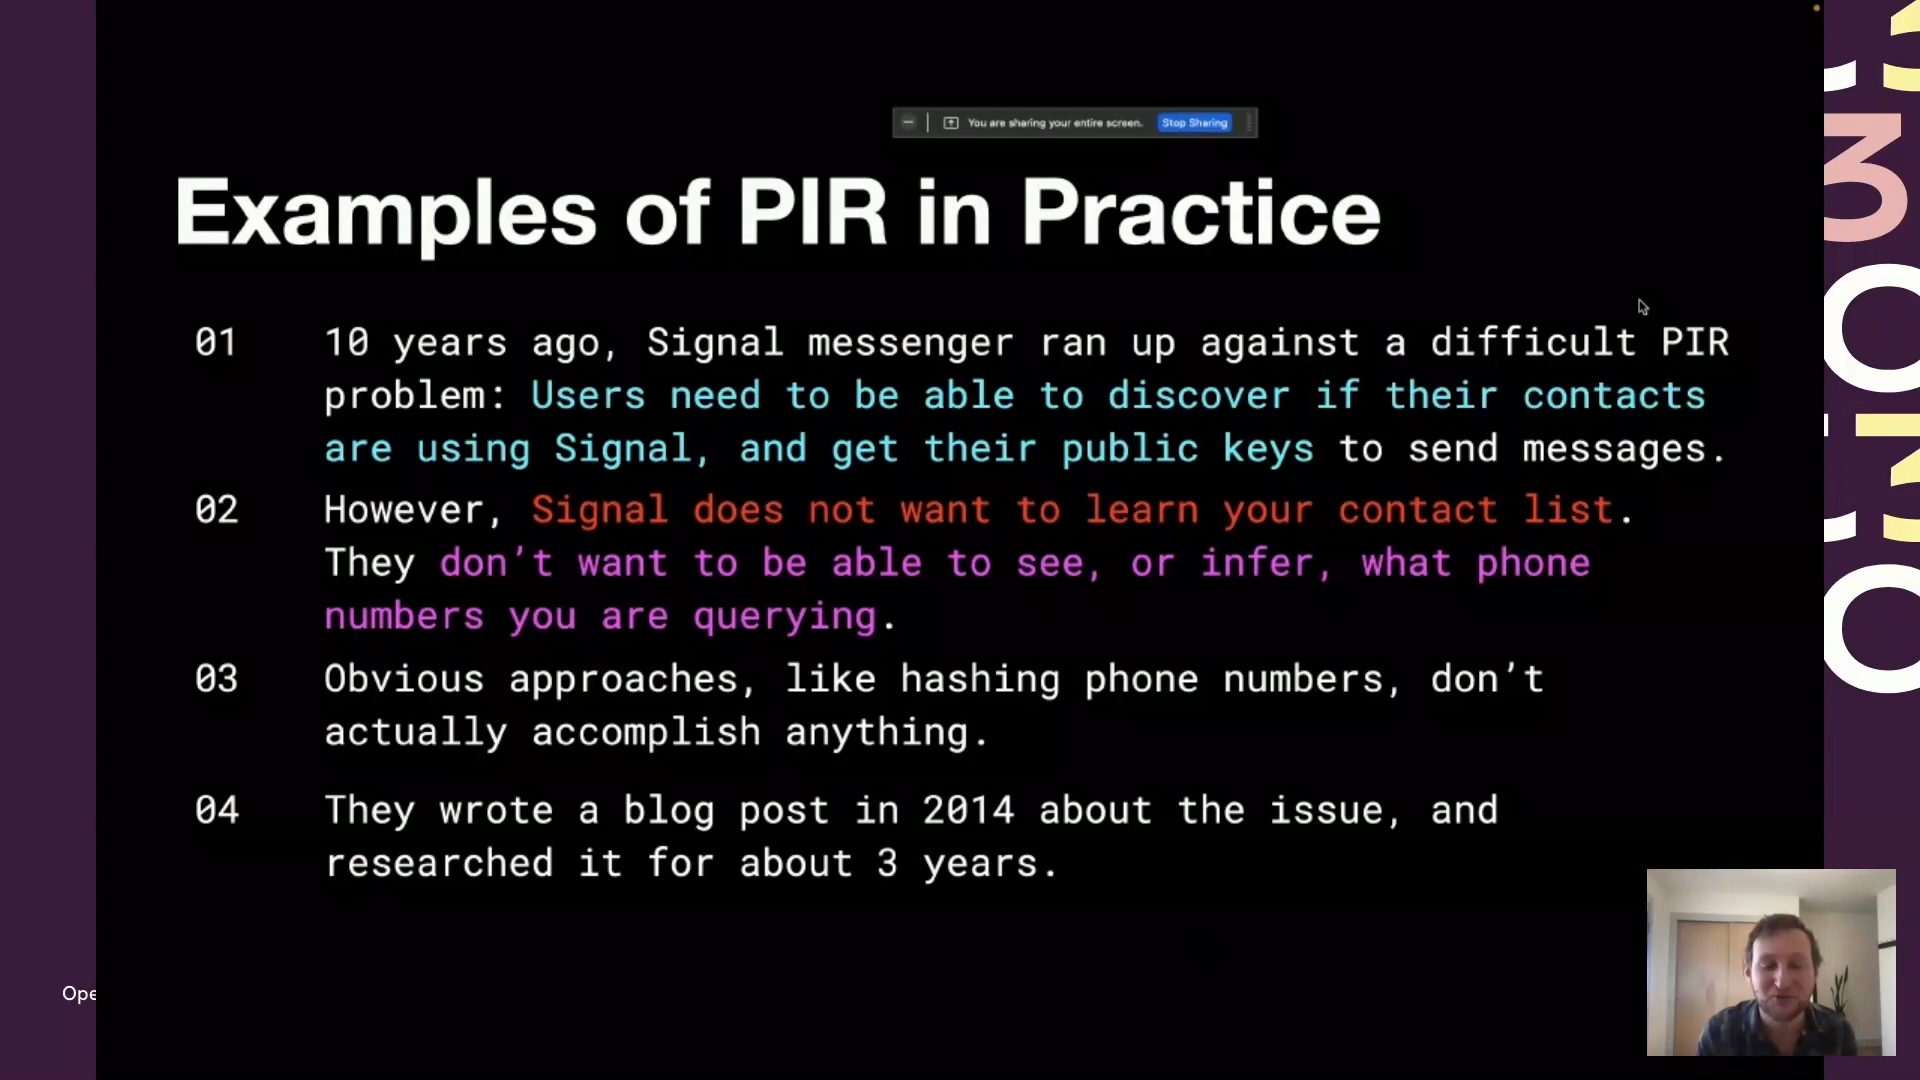 You are sharing your entire screen. Stop Sharing
Examples of PIR in Practice
01 10 years ago, Signal messenger ran up against a difficult PIR
problem: Users need to be able to discover if their contacts
are using Signal, and get their public keys to send messages.
02 However, Signal does not want to learn your contact list.
They don’t want to be able to see, or infer, what phone
numbers you are querying.
03 Obvious approaches, like hashing phone numbers, don’t
actually accomplish anything.
04 They wrote a blog post in 2014 about the issue, and
researched it for about 3 years.
Ope